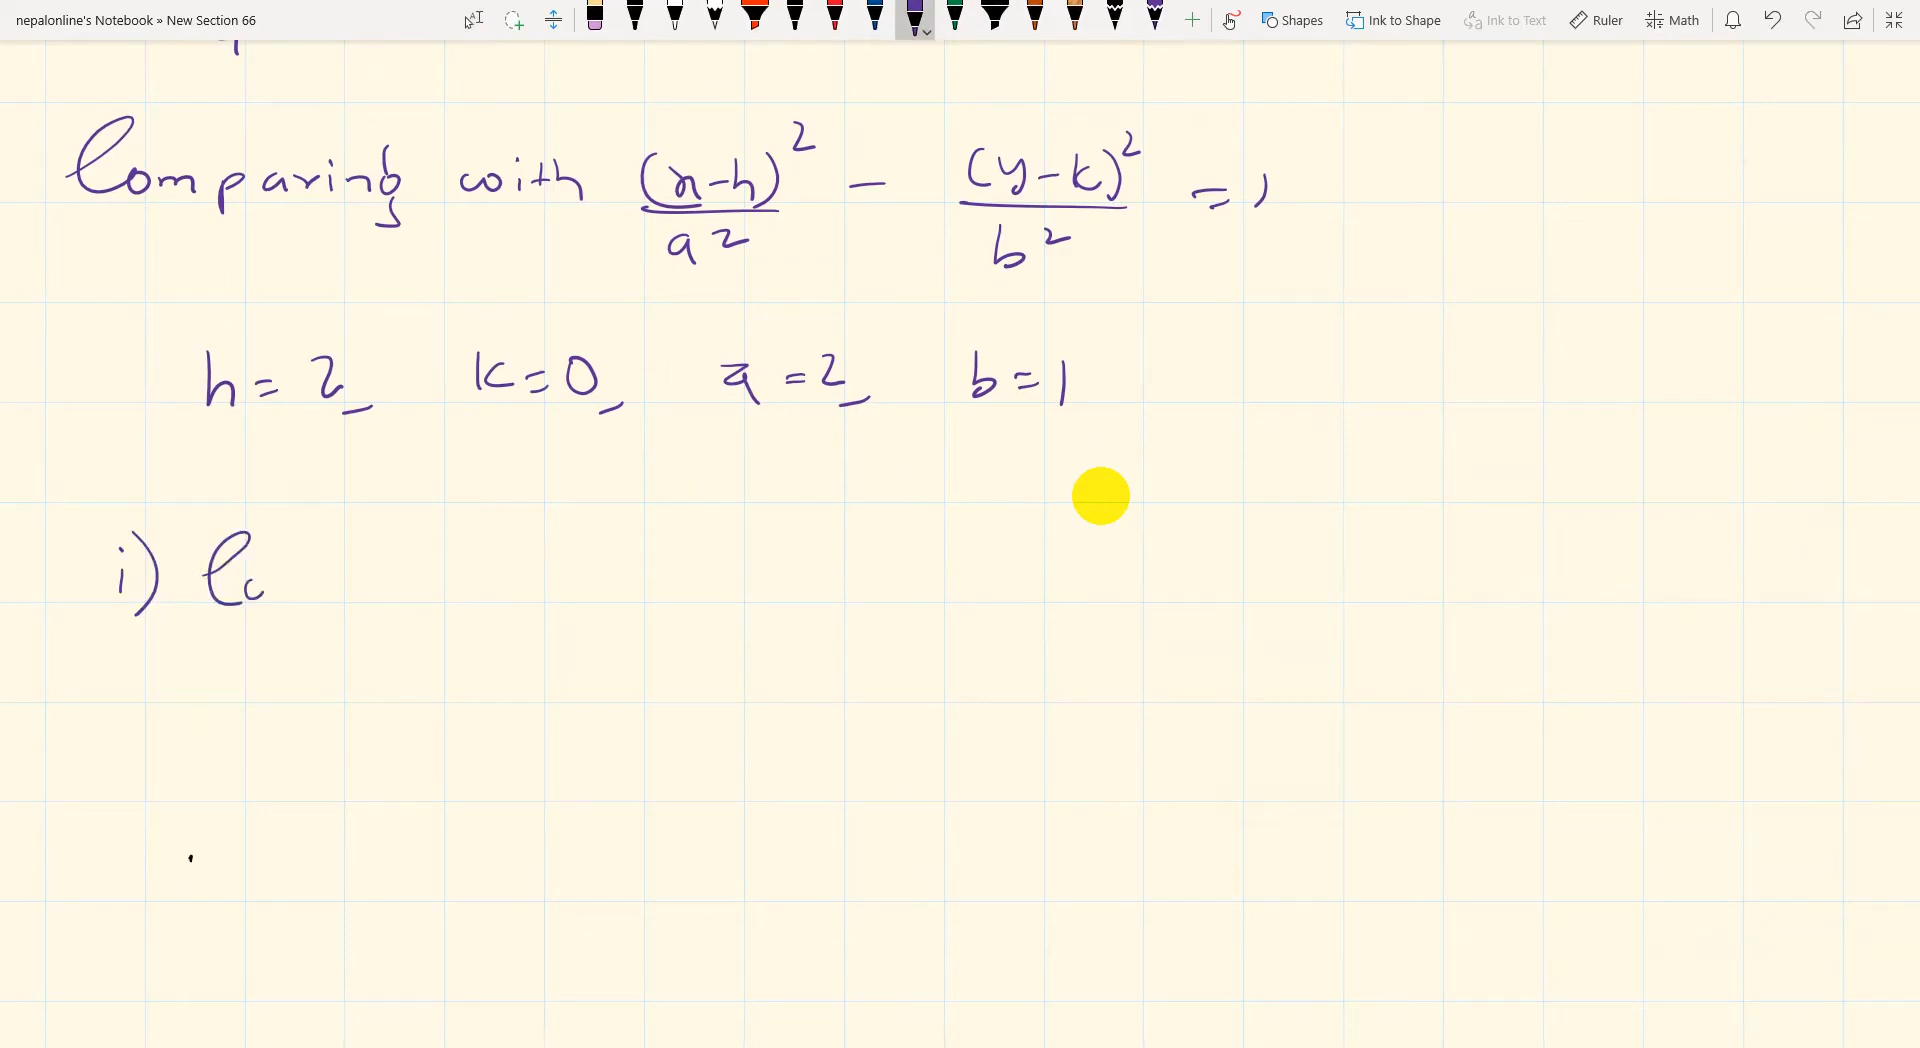 nepalonline's Notebook » New Section 66
Shapes Ink to Shape Ink to Text Ruler Math
Comparing with (x-h)²/a² - (y-k)²/b² = 1
h = 2, k = 0, a = 2, b = 1
i) Co